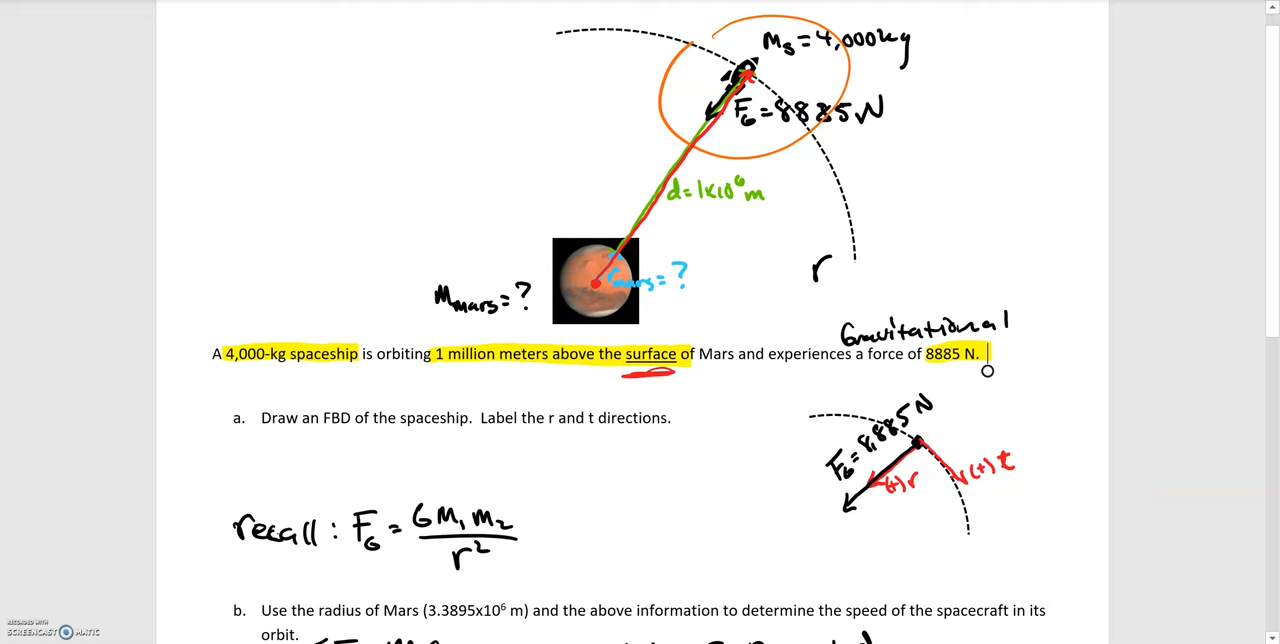 Ms = 4,000kg
FG = 8885N
d = 1x10⁶ m
rmars = ?
r
Mmars = ?
Gravitational
A 4,000-kg spaceship is orbiting 1 million meters above the surface of Mars and experiences a force of 8885 N.
a. Draw an FBD of the spaceship. Label the r and t directions.
FG = 8,885 N
(+) r
(+) t
recall : FG = GM₁m₂ / r²
b. Use the radius of Mars (3.3895x10⁶ m) and the above information to determine the speed of the spacecraft in its
orbit.
RECORDED WITH
SCREENCAST MATIC